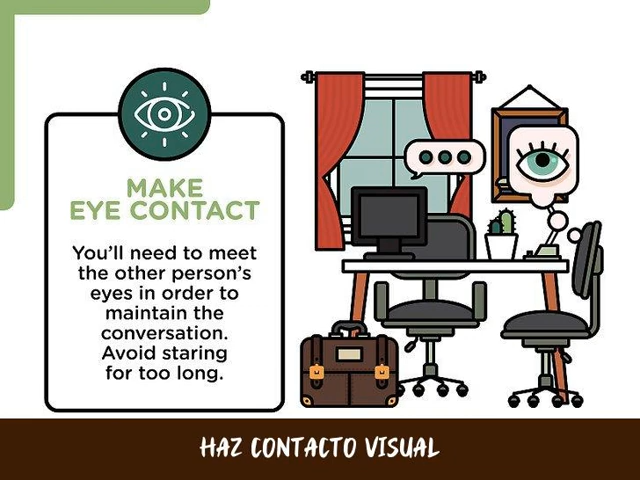 MAKE
EYE CONTACT
You'll need to meet
the other person's
eyes in order to
maintain the
conversation.
Avoid staring
for too long.
HAZ CONTACTO VISUAL